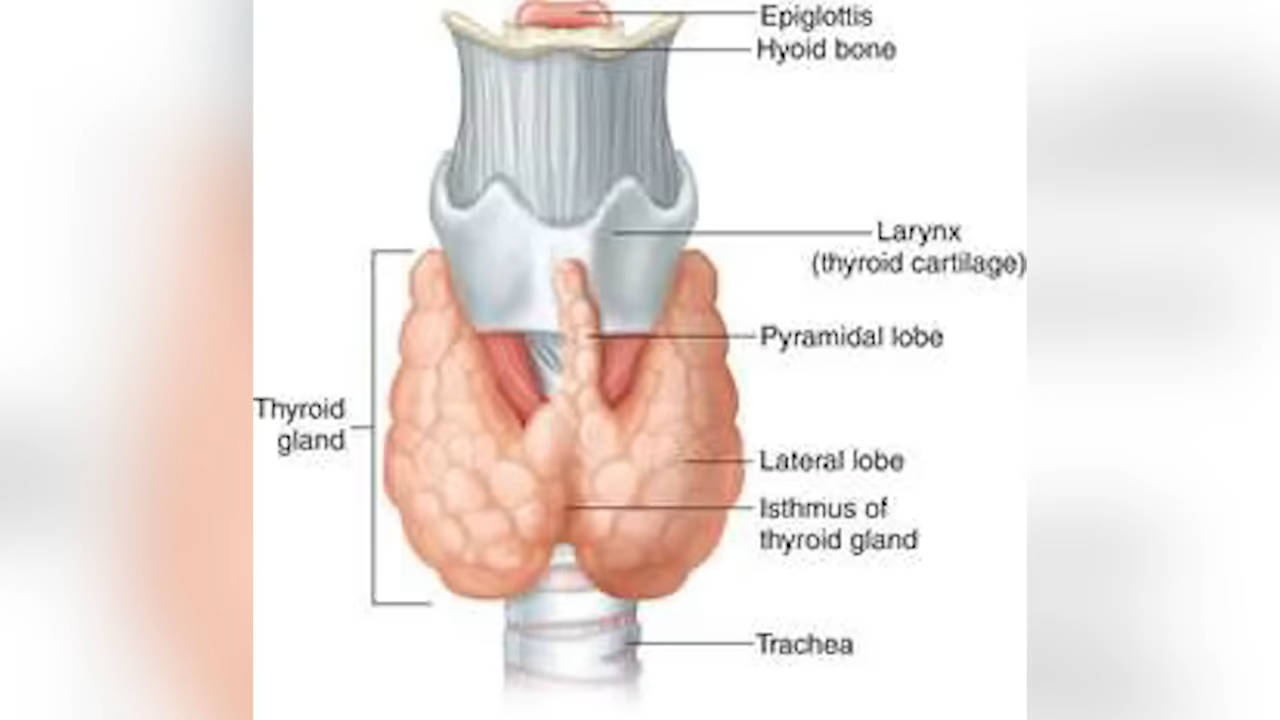 Epiglottis
Hyoid bone
Larynx
(thyroid cartilage)
Pyramidal lobe
Thyroid
gland
Lateral lobe
Isthmus of
thyroid gland
Trachea